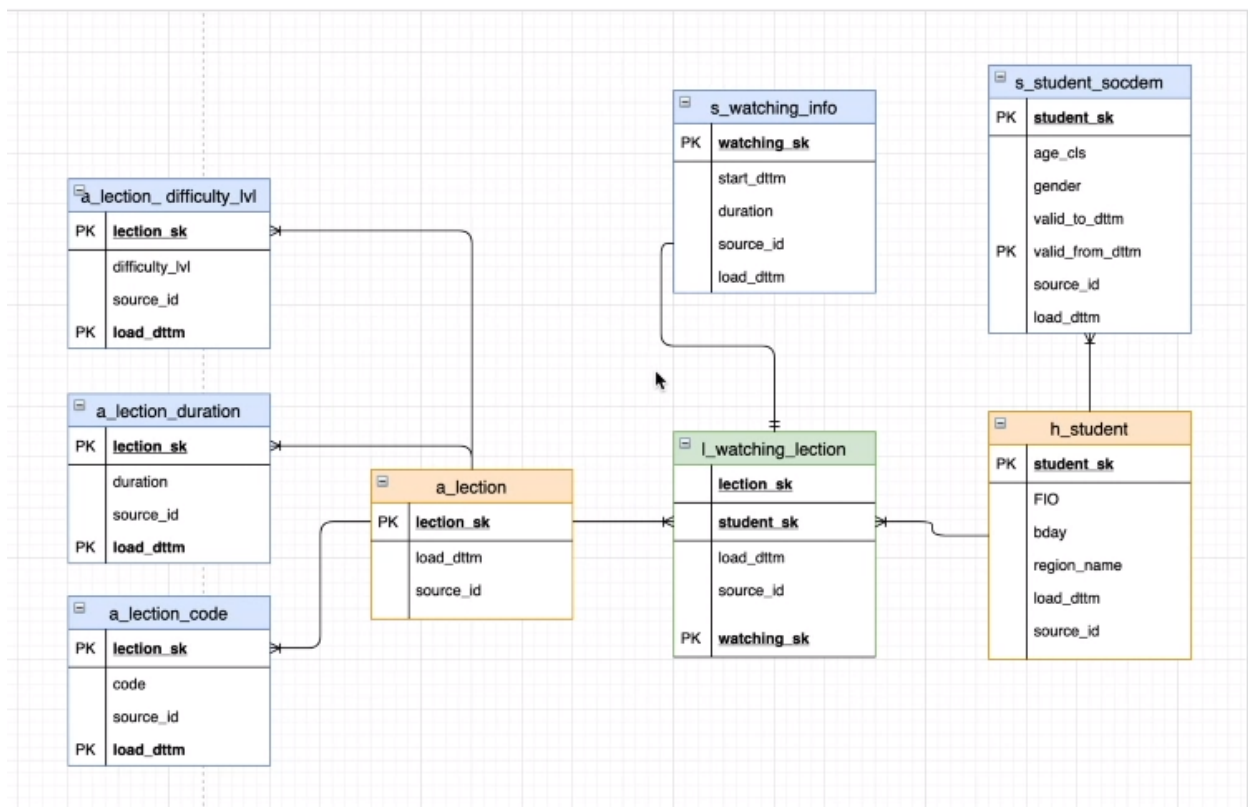 a_lection_ difficulty_lvl
PK lection_sk
difficulty_lvl
source_id
PK load_dttm
a_lection_duration
PK lection_sk
duration
source_id
PK load_dttm
a_lection_code
PK lection_sk
code
source_id
PK load_dttm
a_lection
PK lection_sk
load_dttm
source_id
s_watching_info
PK watching_sk
start_dttm
duration
source_id
load_dttm
l_watching_lection
lection_sk
student_sk
load_dttm
source_id
PK watching_sk
s_student_socdem
PK student_sk
age_cls
gender
valid_to_dttm
PK valid_from_dttm
source_id
load_dttm
h_student
PK student_sk
FIO
bday
region_name
load_dttm
source_id